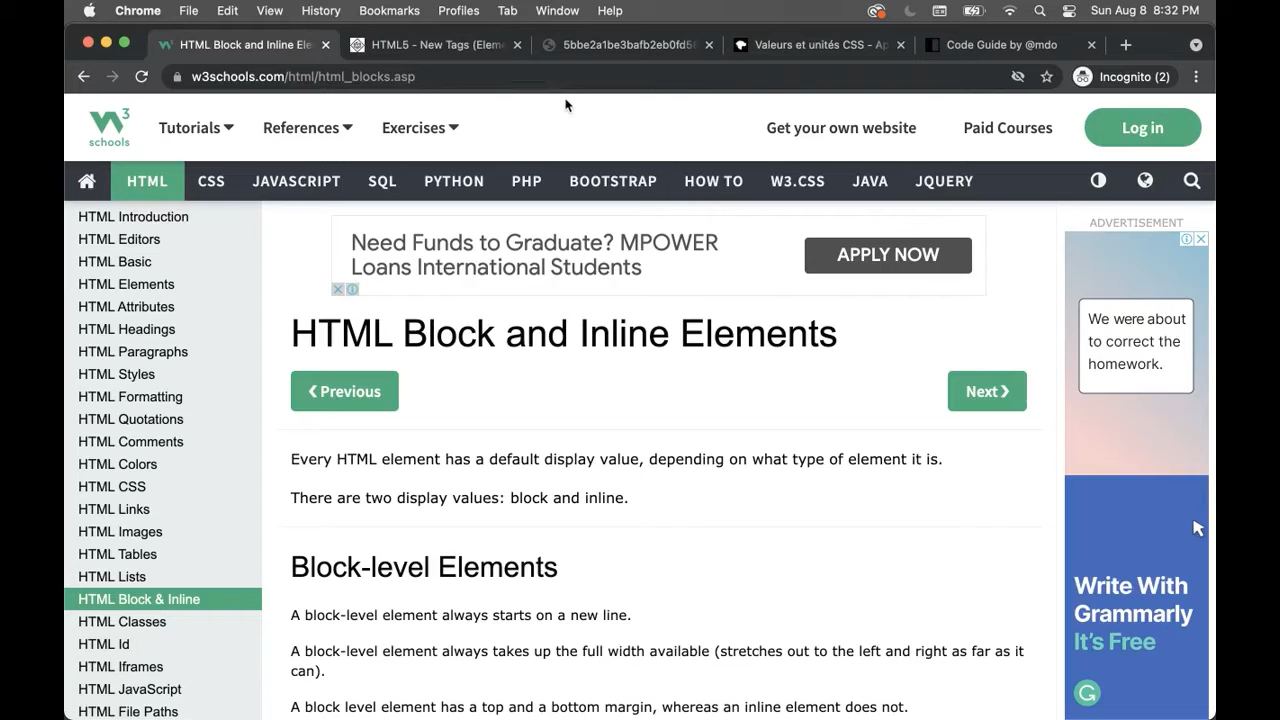 Chrome File Edit View History Bookmarks Profiles Tab Window Help Sun Aug 8 8:32 PM
HTML Block and Inline Ele HTML5 - New Tags (Eleme 5bbe2a1be3bafb2eb0fd5 Valeurs et unités CSS - Ap Code Guide by @mdo
w3schools.com/html/html_blocks.asp Incognito (2)
W3 schools Tutorials References Exercises Get your own website Paid Courses Log in
HTML CSS JAVASCRIPT SQL PYTHON PHP BOOTSTRAP HOW TO W3.CSS JAVA JQUERY
HTML Introduction
HTML Editors
HTML Basic
HTML Elements
HTML Attributes
HTML Headings
HTML Paragraphs
HTML Styles
HTML Formatting
HTML Quotations
HTML Comments
HTML Colors
HTML CSS
HTML Links
HTML Images
HTML Tables
HTML Lists
HTML Block & Inline
HTML Classes
HTML Id
HTML Iframes
HTML JavaScript
HTML File Paths
Need Funds to Graduate? MPOWER
Loans International Students
APPLY NOW
HTML Block and Inline Elements
❮ Previous
Next ❯
Every HTML element has a default display value, depending on what type of element it is.
There are two display values: block and inline.
Block-level Elements
A block-level element always starts on a new line.
A block-level element always takes up the full width available (stretches out to the left and right as far as it
can).
A block level element has a top and a bottom margin, whereas an inline element does not.
ADVERTISEMENT
We were about
to correct the
homework.
Write With
Grammarly
It's Free